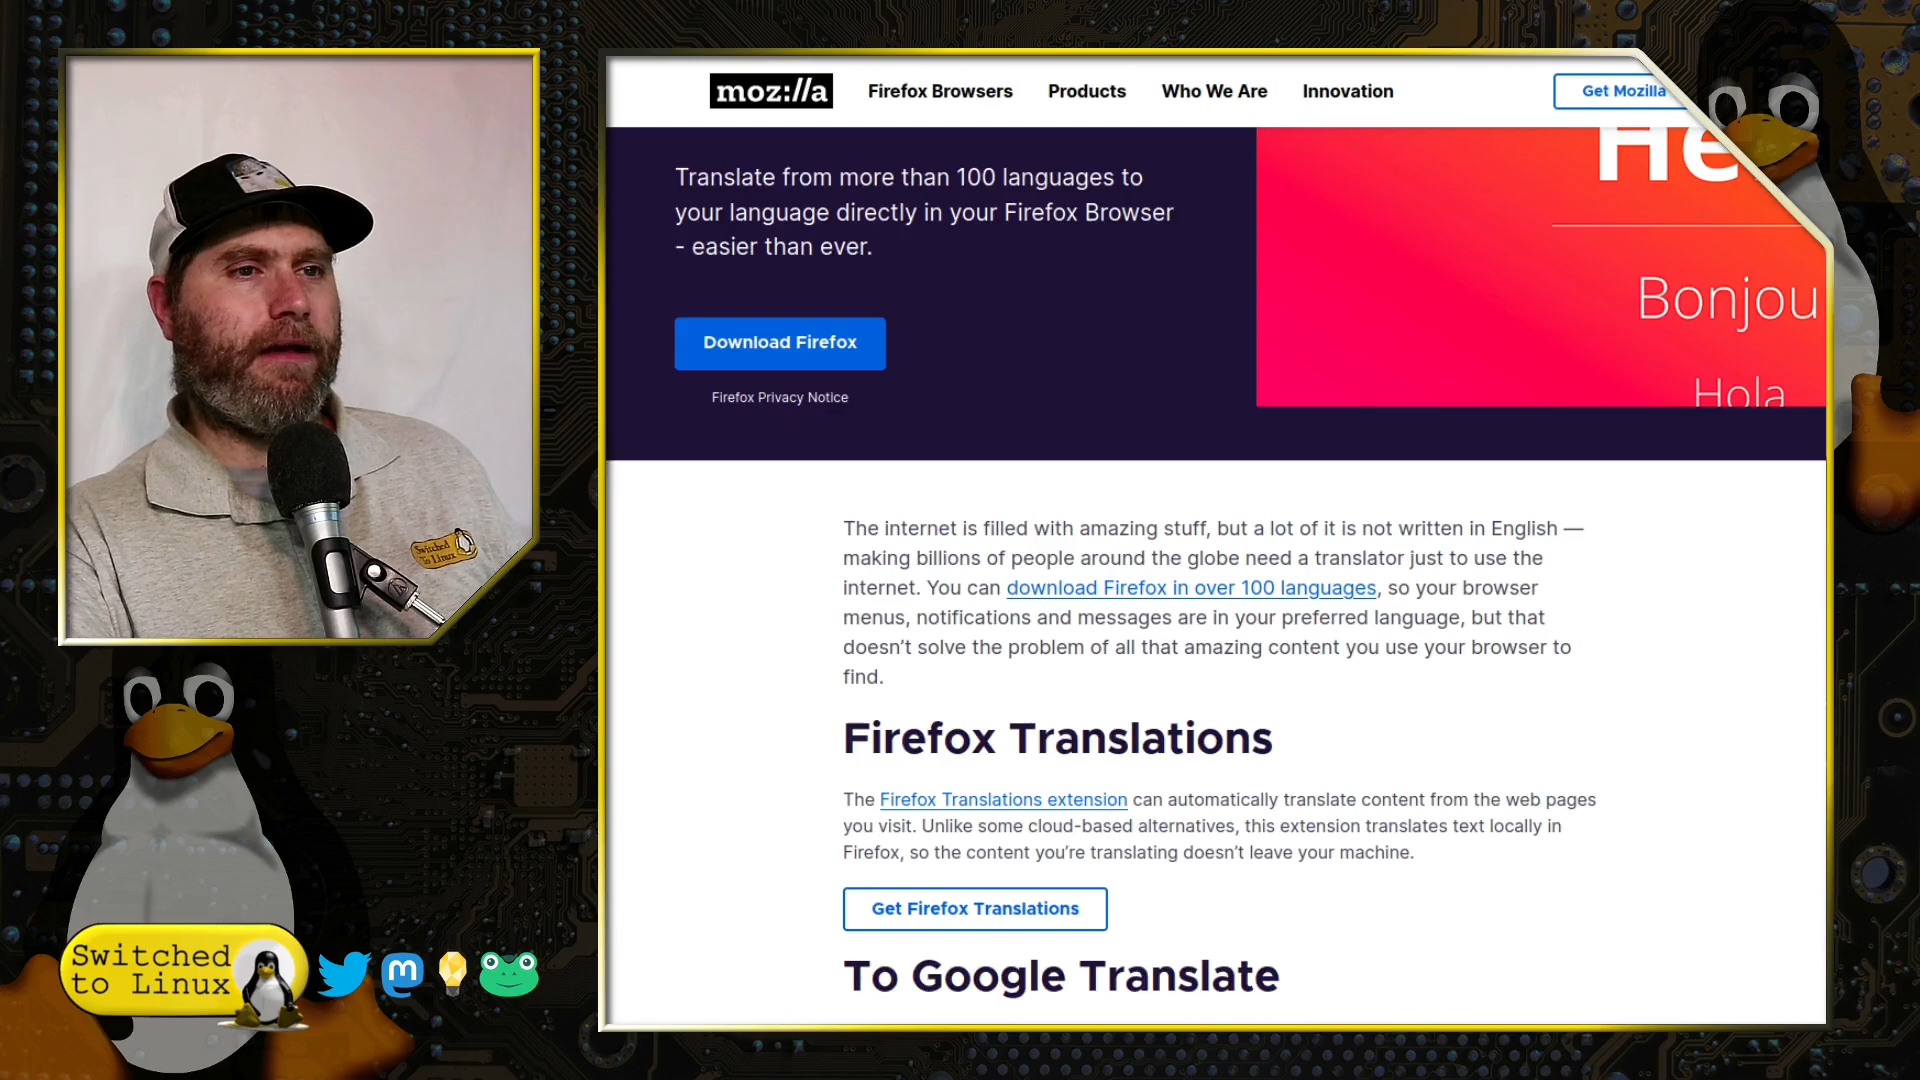 moz://a
Firefox Browsers
Products
Who We Are
Innovation
Get Mozilla
Translate from more than 100 languages to
your language directly in your Firefox Browser
- easier than ever.
Download Firefox
Firefox Privacy Notice
He
Bonjou
Hola
The internet is filled with amazing stuff, but a lot of it is not written in English —
making billions of people around the globe need a translator just to use the
internet. You can download Firefox in over 100 languages, so your browser
menus, notifications and messages are in your preferred language, but that
doesn’t solve the problem of all that amazing content you use your browser to
find.
Firefox Translations
The Firefox Translations extension can automatically translate content from the web pages
you visit. Unlike some cloud-based alternatives, this extension translates text locally in
Firefox, so the content you’re translating doesn’t leave your machine.
Get Firefox Translations
To Google Translate
Switched
To Linux
Switched
to Linux
m